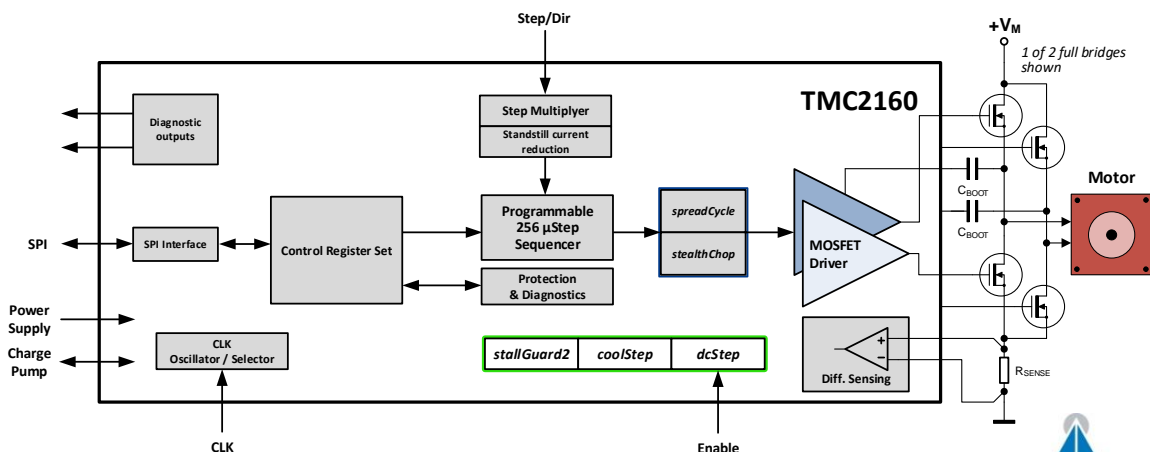 Step/Dir
+VM
1 of 2 full bridges
shown
TMC2160
Diagnostic
outputs
Step Multiplyer
Standstill current
reduction
CBOOT
Motor
SPI
SPI Interface
Control Register Set
Programmable
256 µStep
Sequencer
spreadCycle
stealthChop
MOSFET
Driver
CBOOT
Protection
& Diagnostics
Power
Supply
Charge
Pump
CLK
Oscillator / Selector
stallGuard2
coolStep
dcStep
+
−
Diff. Sensing
RSENSE
CLK
Enable